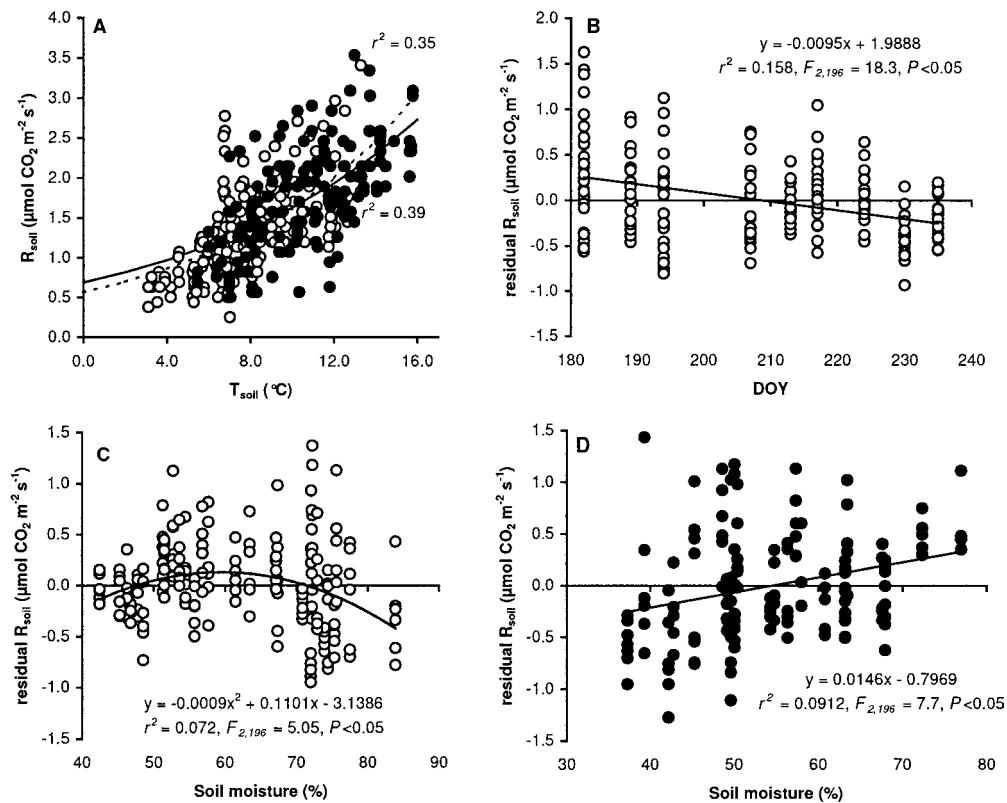 A
r² = 0.35
r² = 0.39
4.0
3.5
3.0
2.5
2.0
1.5
1.0
0.5
0.0
R_soil (µmol CO₂ m⁻² s⁻¹)
0.0 4.0 8.0 12.0 16.0
T_soil (°C)
B
y = -0.0095x + 1.9888
r² = 0.158, F₂,₁₉₆ = 18.3, P<0.05
2.0
1.5
1.0
0.5
0.0
-0.5
-1.0
-1.5
residual R_soil (µmol CO₂ m⁻² s⁻¹)
180 190 200 210 220 230 240
DOY
C
1.5
1.0
0.5
0.0
-0.5
-1.0
-1.5
residual R_soil (µmol CO₂ m⁻² s⁻¹)
y = -0.0009x² + 0.1101x - 3.1386
r² = 0.072, F₂,₁₉₆ = 5.05, P<0.05
40 50 60 70 80 90
Soil moisture (%)
D
1.5
1.0
0.5
0.0
-0.5
-1.0
-1.5
residual R_soil (µmol CO₂ m⁻² s⁻¹)
y = 0.0146x - 0.7969
r² = 0.0912, F₂,₁₉₆ = 7.7, P<0.05
30 40 50 60 70 80
Soil moisture (%)